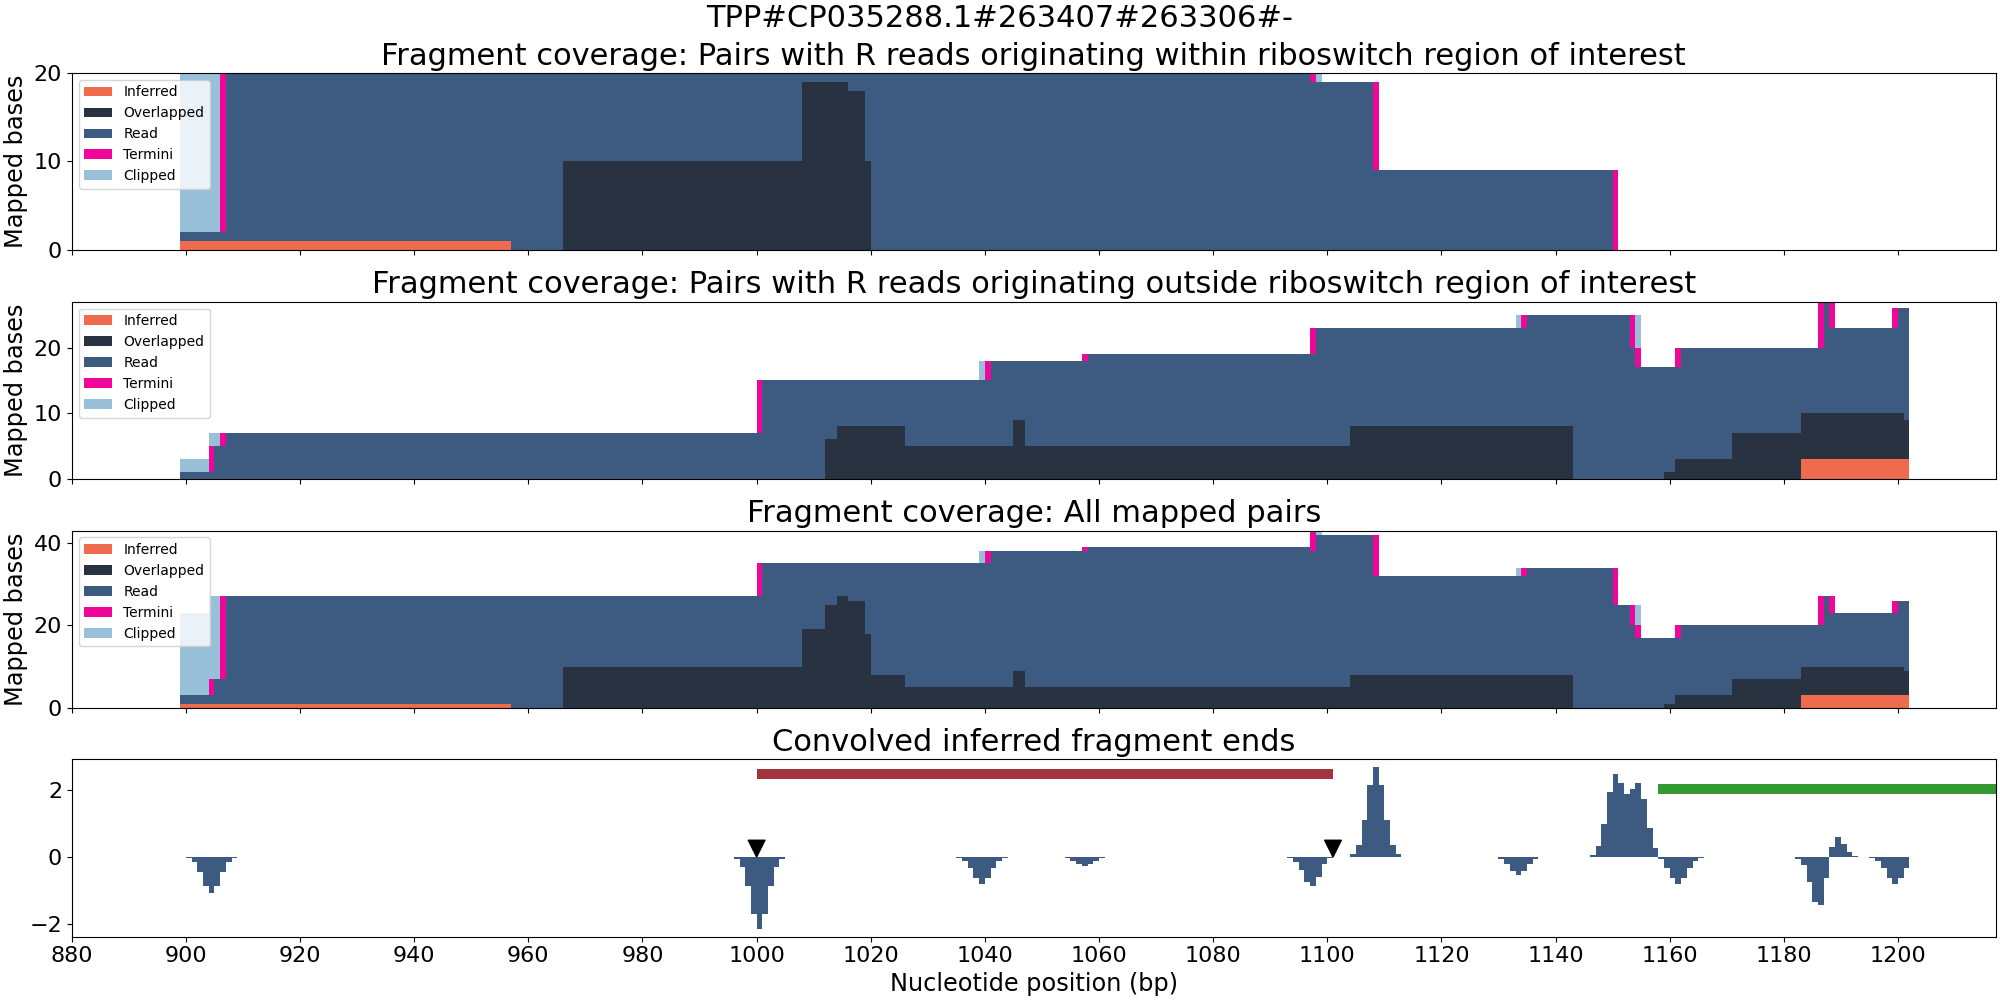 TPP#CP035288.1#263407#263306#-
Fragment coverage: Pairs with R reads originating within riboswitch region of interest
Mapped bases
20
10
0
Inferred
Overlapped
Read
Termini
Clipped
Fragment coverage: Pairs with R reads originating outside riboswitch region of interest
Mapped bases
20
10
0
Inferred
Overlapped
Read
Termini
Clipped
Fragment coverage: All mapped pairs
Mapped bases
40
20
0
Inferred
Overlapped
Read
Termini
Clipped
Convolved inferred fragment ends
2
0
−2
880 900 920 940 960 980 1000 1020 1040 1060 1080 1100 1120 1140 1160 1180 1200
Nucleotide position (bp)